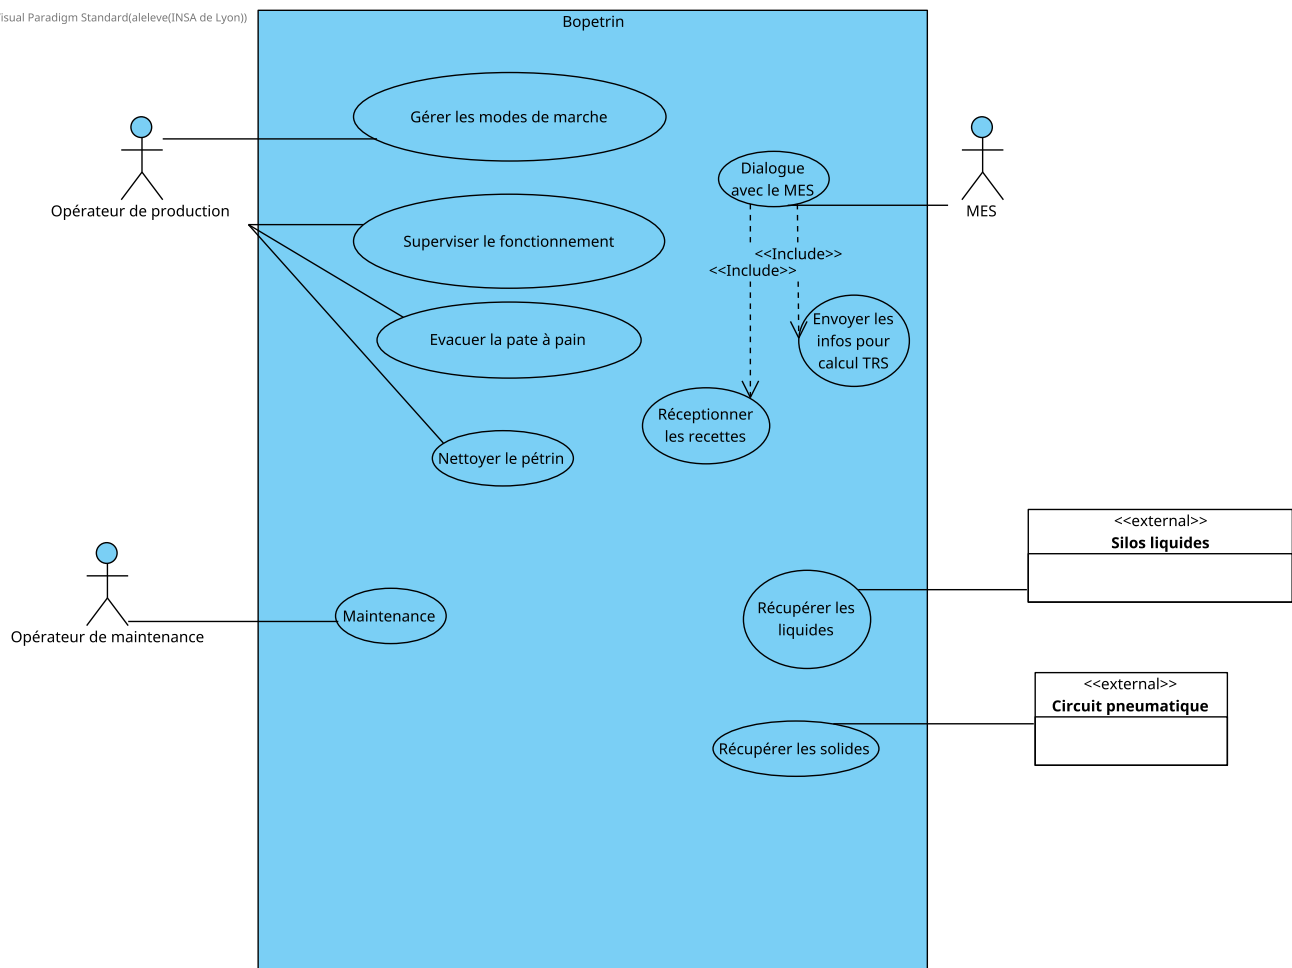 Visual Paradigm Standard(aleleve(INSA de Lyon))
Bopetrin
Gérer les modes de marche
Opérateur de production
Dialogue
avec le MES
MES
Superviser le fonctionnement
<<Include>>
<<Include>>
Evacuer la pate à pain
Envoyer les
infos pour
calcul TRS
Réceptionner
les recettes
Nettoyer le pétrin
<<external>>
Silos liquides
Opérateur de maintenance
Maintenance
Récupérer les
liquides
<<external>>
Circuit pneumatique
Récupérer les solides